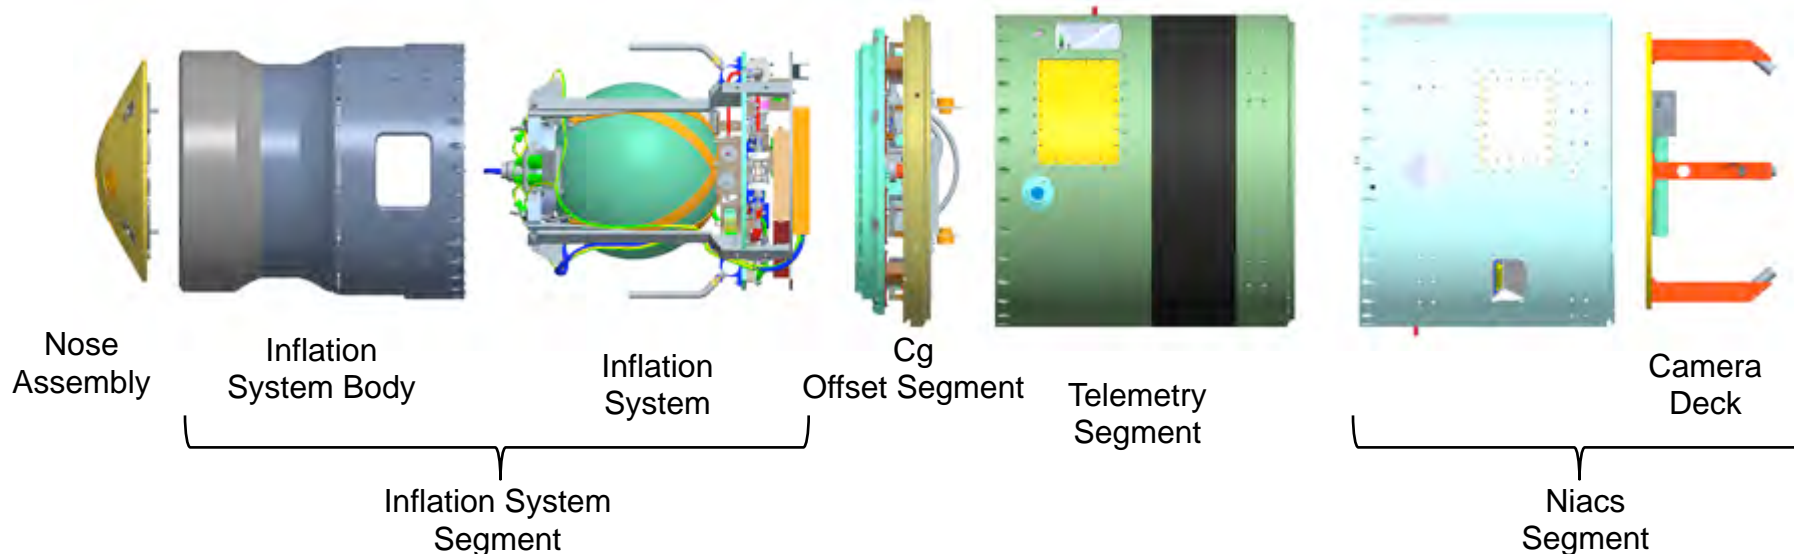 Nose
Assembly
Inflation
System Body
Inflation
System
Cg
Offset Segment
Telemetry
Segment
Camera
Deck
Inflation System
Segment
Niacs
Segment